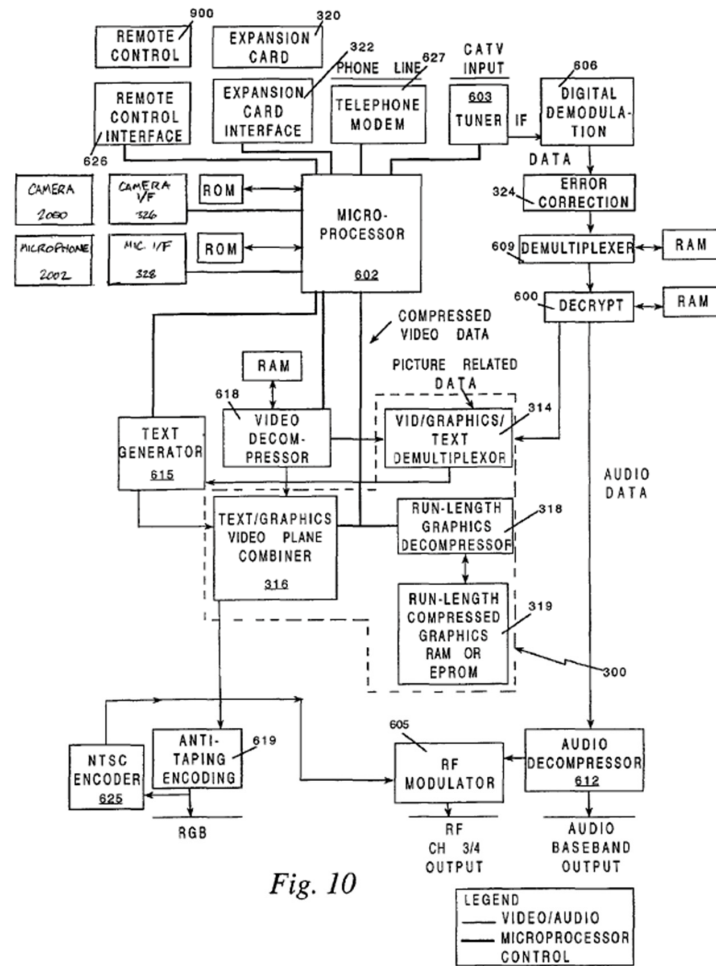 900
REMOTE
CONTROL
320
EXPANSION
CARD
322
REMOTE
CONTROL
INTERFACE
626
EXPANSION
CARD
INTERFACE
PHONE LINE
627
TELEPHONE
MODEM
CATV
INPUT
603
TUNER
IF
606
DIGITAL
DEMODULA-
TION
DATA
CAMERA
2000
CAMERA
I/F
326
ROM
MICROPHONE
2002
MIC. I/F
328
ROM
MICRO-
PROCESSOR
602
324
ERROR
CORRECTION
609
DEMULTIPLEXER
RAM
600
DECRYPT
RAM
COMPRESSED
VIDEO DATA
PICTURE RELATED
DATA
RAM
618
VIDEO
DECOM-
PRESSOR
VID/GRAPHICS/
TEXT
DEMULTIPLEXOR
314
TEXT
GENERATOR
615
AUDIO
DATA
TEXT/GRAPHICS
VIDEO PLANE
COMBINER
316
RUN-LENGTH
GRAPHICS
DECOMPRESSOR
318
RUN-LENGTH
COMPRESSED
GRAPHICS
RAM OR
EPROM
319
300
NTSC
ENCODER
625
ANTI-
TAPING
ENCODING
619
RGB
605
RF
MODULATOR
RF
CH 3/4
OUTPUT
AUDIO
DECOMPRESSOR
612
AUDIO
BASEBAND
OUTPUT
Fig. 10
LEGEND
VIDEO/AUDIO
MICROPROCESSOR
CONTROL